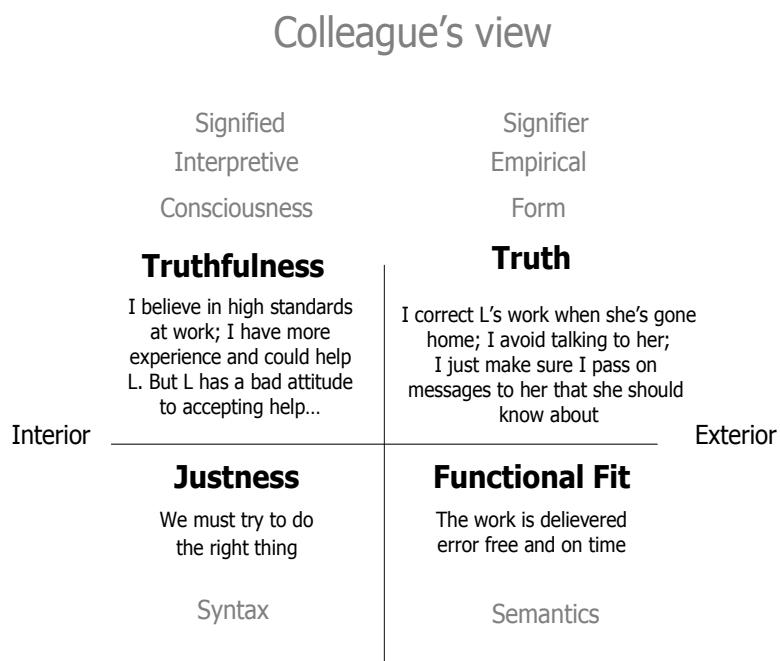 Colleague’s view
Signified
Signifier
Interpretive
Empirical
Consciousness
Form
Truthfulness
I believe in high standards
at work; I have more
experience and could help
L. But L has a bad attitude
to accepting help…
Truth
I correct L’s work when she’s gone
home; I avoid talking to her;
I just make sure I pass on
messages to her that she should
know about
Interior
Exterior
Justness
We must try to do
the right thing
Functional Fit
The work is delievered
error free and on time
Syntax
Semantics